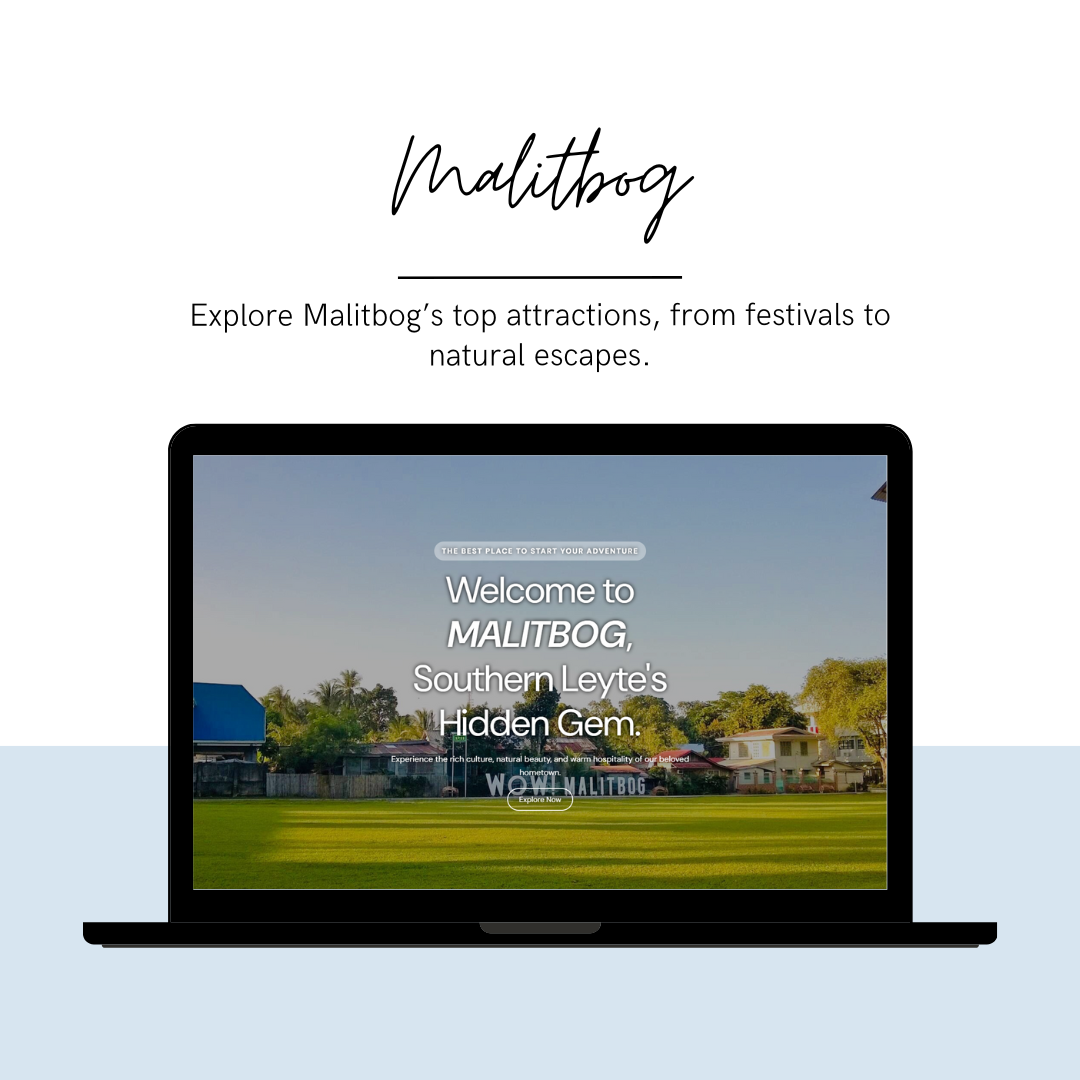 Malitbog
Explore Malitbog’s top attractions, from festivals to
natural escapes.
THE BEST PLACE TO START YOUR ADVENTURE
Welcome to
MALITBOG,
Southern Leyte's
Hidden Gem.
Experience the rich culture, natural beauty, and warm hospitality of our beloved
hometown.
WOW! MALITBOG
Explore Now